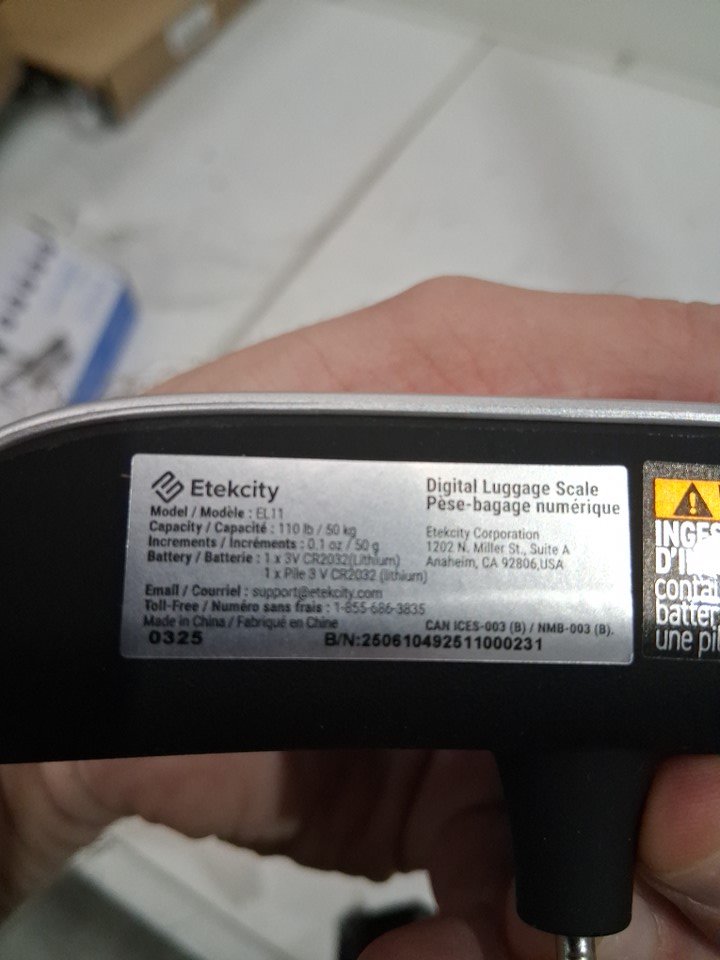 Etekcity
Digital Luggage Scale
Pèse-bagage numérique
Model / Modèle : EL11
Capacity / Capacité : 110 lb / 50 kg
Increments / Incréments : 0.1 oz / 50 g
Battery / Batterie : 1 x 3V CR2032(Lithium)
1 x Pile 3 V CR2032 (lithium)
Etekcity Corporation
1202 N. Miller St., Suite A
Anaheim, CA 92806,USA
Email / Courriel : support@etekcity.com
Toll-Free / Numéro sans frais : 1-855-686-3835
Made in China / Fabriqué en Chine
CAN ICES-003 (B) / NMB-003 (B).
0325
B/N:250610492511000231
INGES
D'I
contai
batter
une pil